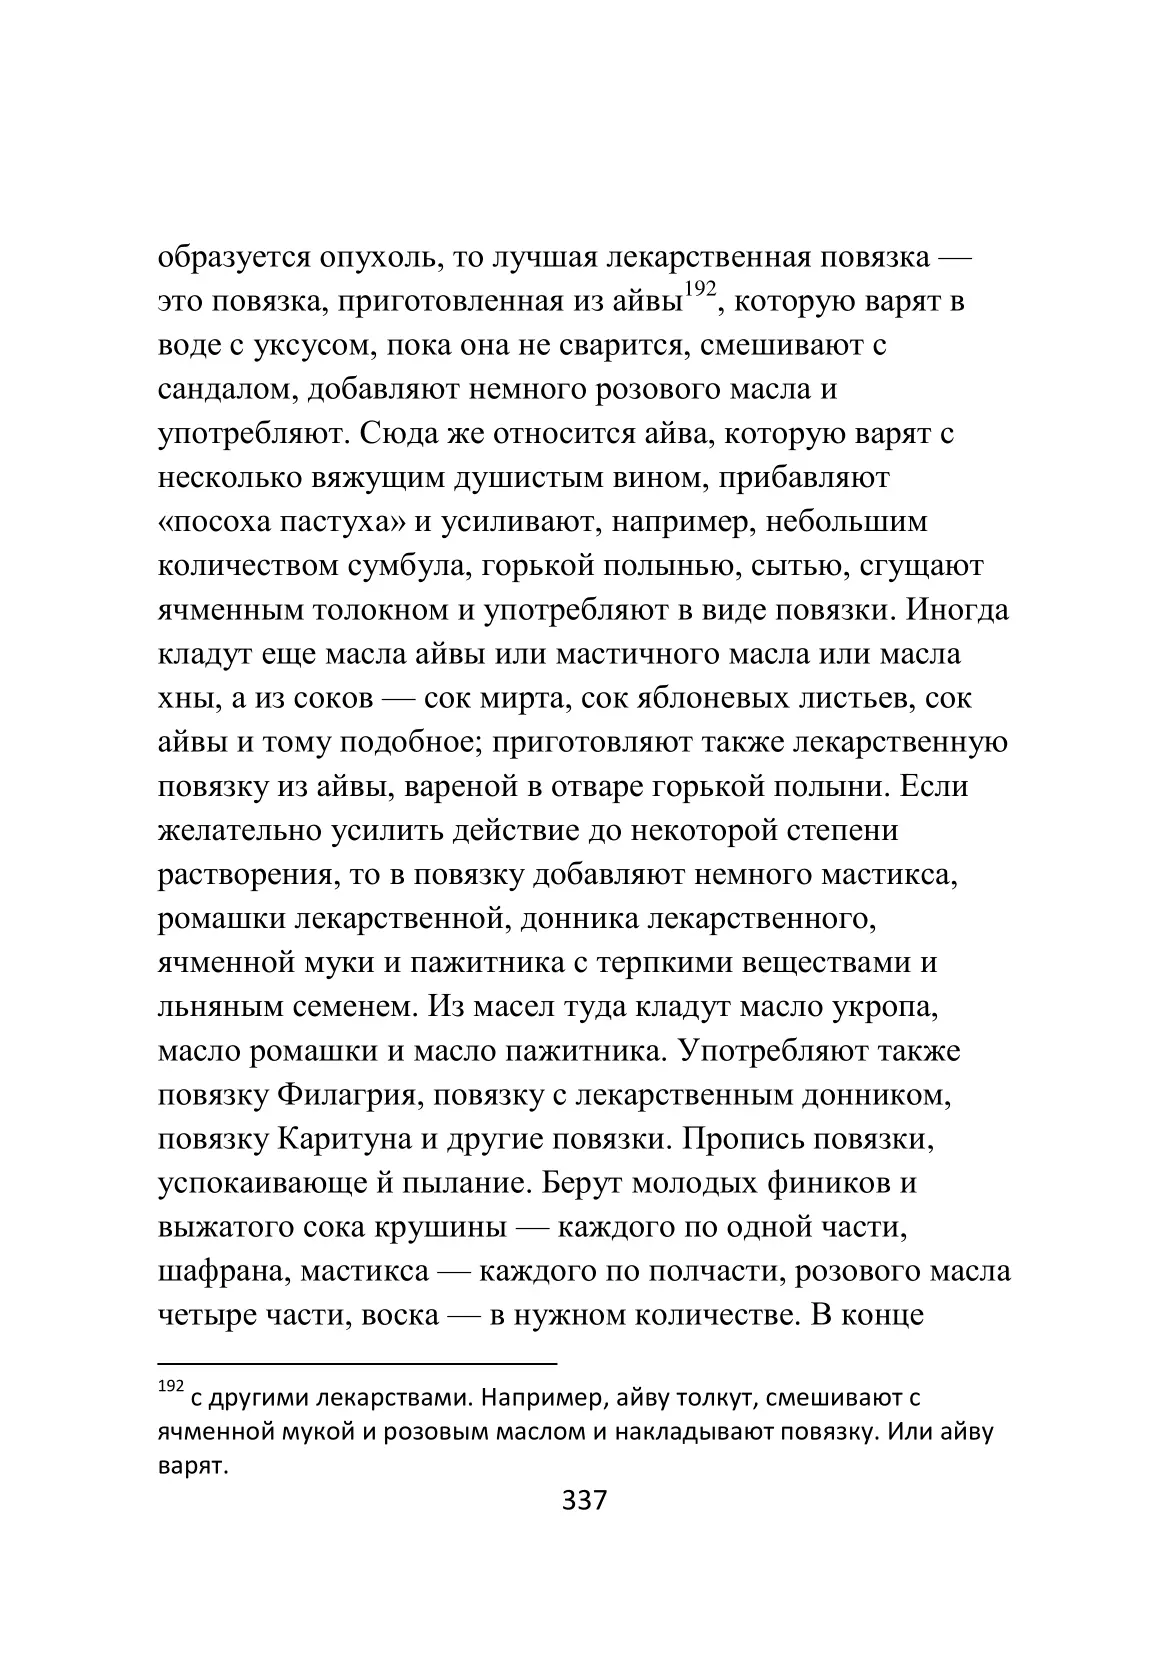 образуется опухоль, то лучшая лекарственная повязка —
это повязка, приготовленная из айвы192, которую варят в
воде с уксусом, пока она не сварится, смешивают с
сандалом, добавляют немного розового масла и
употребляют. Сюда же относится айва, которую варят с
несколько вяжущим душистым вином, прибавляют
«посоха пастуха» и усиливают, например, небольшим
количеством сумбула, горькой полынью, сытью, сгущают
ячменным толокном и употребляют в виде повязки. Иногда
кладут еще масла айвы или мастичного масла или масла
хны, а из соков — сок мирта, сок яблоневых листьев, сок
айвы и тому подобное; приготовляют также лекарственную
повязку из айвы, вареной в отваре горькой полыни. Если
желательно усилить действие до некоторой степени
растворения, то в повязку добавляют немного мастикса,
ромашки лекарственной, донника лекарственного,
ячменной муки и пажитника с терпкими веществами и
льняным семенем. Из масел туда кладут масло укропа,
масло ромашки и масло пажитника. Употребляют также
повязку Филагрия, повязку с лекарственным донником,
повязку Каритуна и другие повязки. Пропись повязки,
успокаивающе й пылание. Берут молодых фиников и
выжатого сока крушины — каждого по одной части,
шафрана, мастикса — каждого по полчасти, розового масла
четыре части, воска — в нужном количестве. В конце
192 с другими лекарствами. Например, айву толкут, смешивают с
ячменной мукой и розовым маслом и накладывают повязку. Или айву
варят.
337